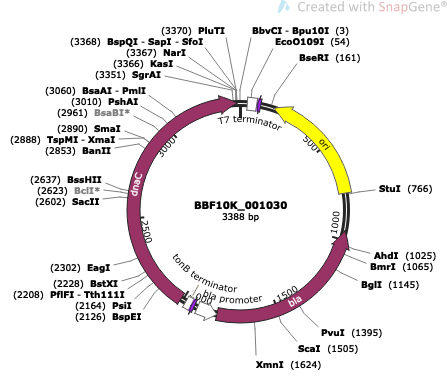 Created with SnapGene®
(3370) PluTI
(3368) BspQI - SapI - SfoI
(3367) NarI
(3366) KasI
(3351) SgrAI
BbvCI - Bpu10I (3)
EcoO109I (54)
BseRI (161)
(3060) BsaAI - PmlI
(3010) PshAI
(2961) BsaBI*
(2890) SmaI
(2888) TspMI - XmaI
(2853) BanII
(2637) BssHII
(2623) BclI*
(2602) SacII
(2302) EagI
(2228) BstXI
(2208) PflFI - Tth111I
(2164) PsiI
(2126) BspEI
StuI (766)
AhdI (1025)
BmrI (1065)
BglI (1145)
PvuI (1395)
ScaI (1505)
XmnI (1624)
T7 terminator
ori
500
1000
1500
2500
3000
dnaC
bla
tonB terminator
bla promoter
BBF10K_001030
3388 bp